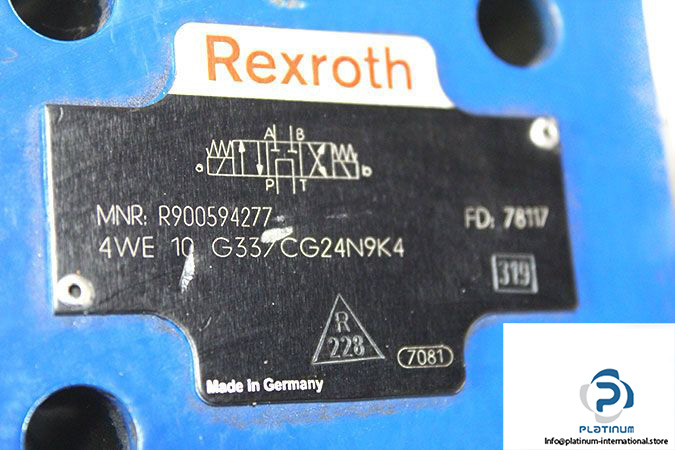 Rexroth
A B
a b
P T
MNR: R900594277
FD: 78117
4WE 10 G33/CG24N9K4
319
R
228
7081
Made in Germany
PLATINUM
Info@platinum-international.store